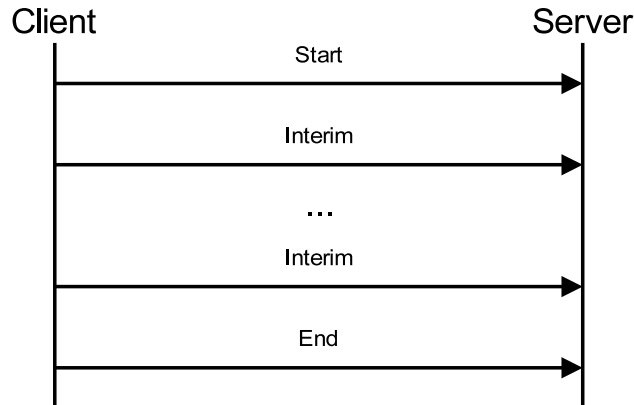 Client Server
Start
Interim
...
Interim
End